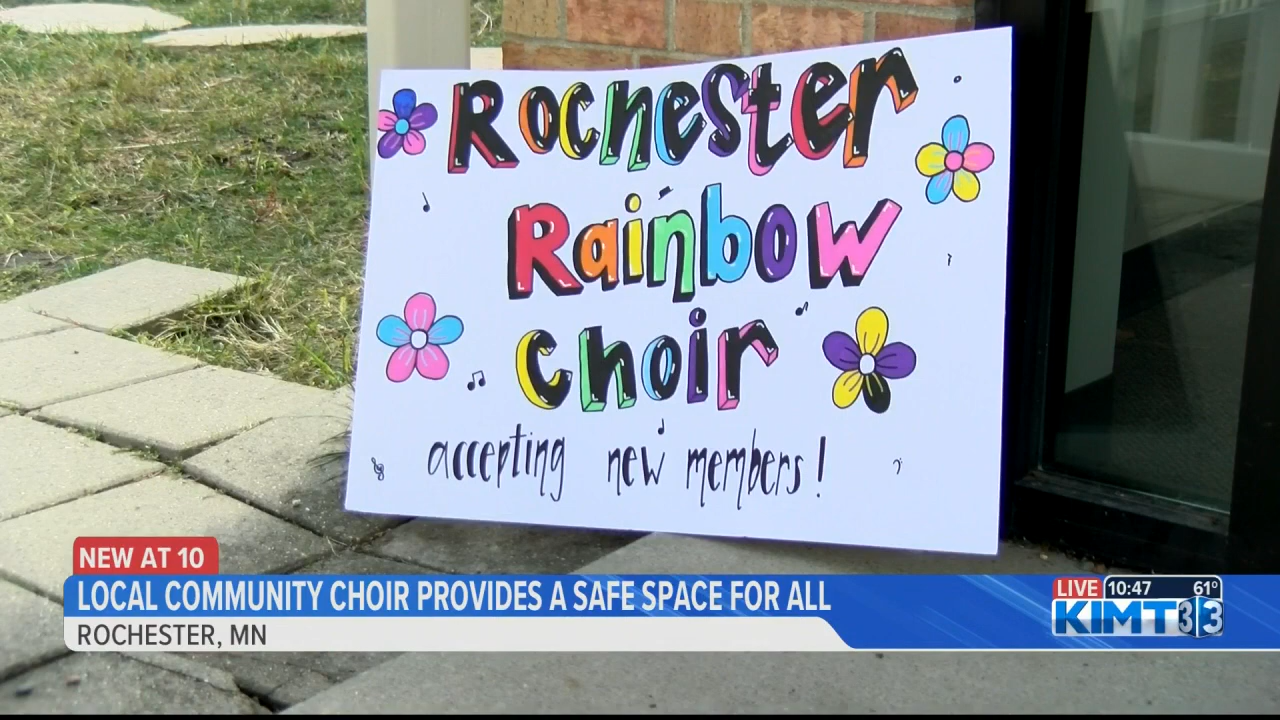 Rochester
Rainbow
Choir
accepting new members!
NEW AT 10
LOCAL COMMUNITY CHOIR PROVIDES A SAFE SPACE FOR ALL
ROCHESTER, MN
LIVE 10:47 61°
KIMT 3